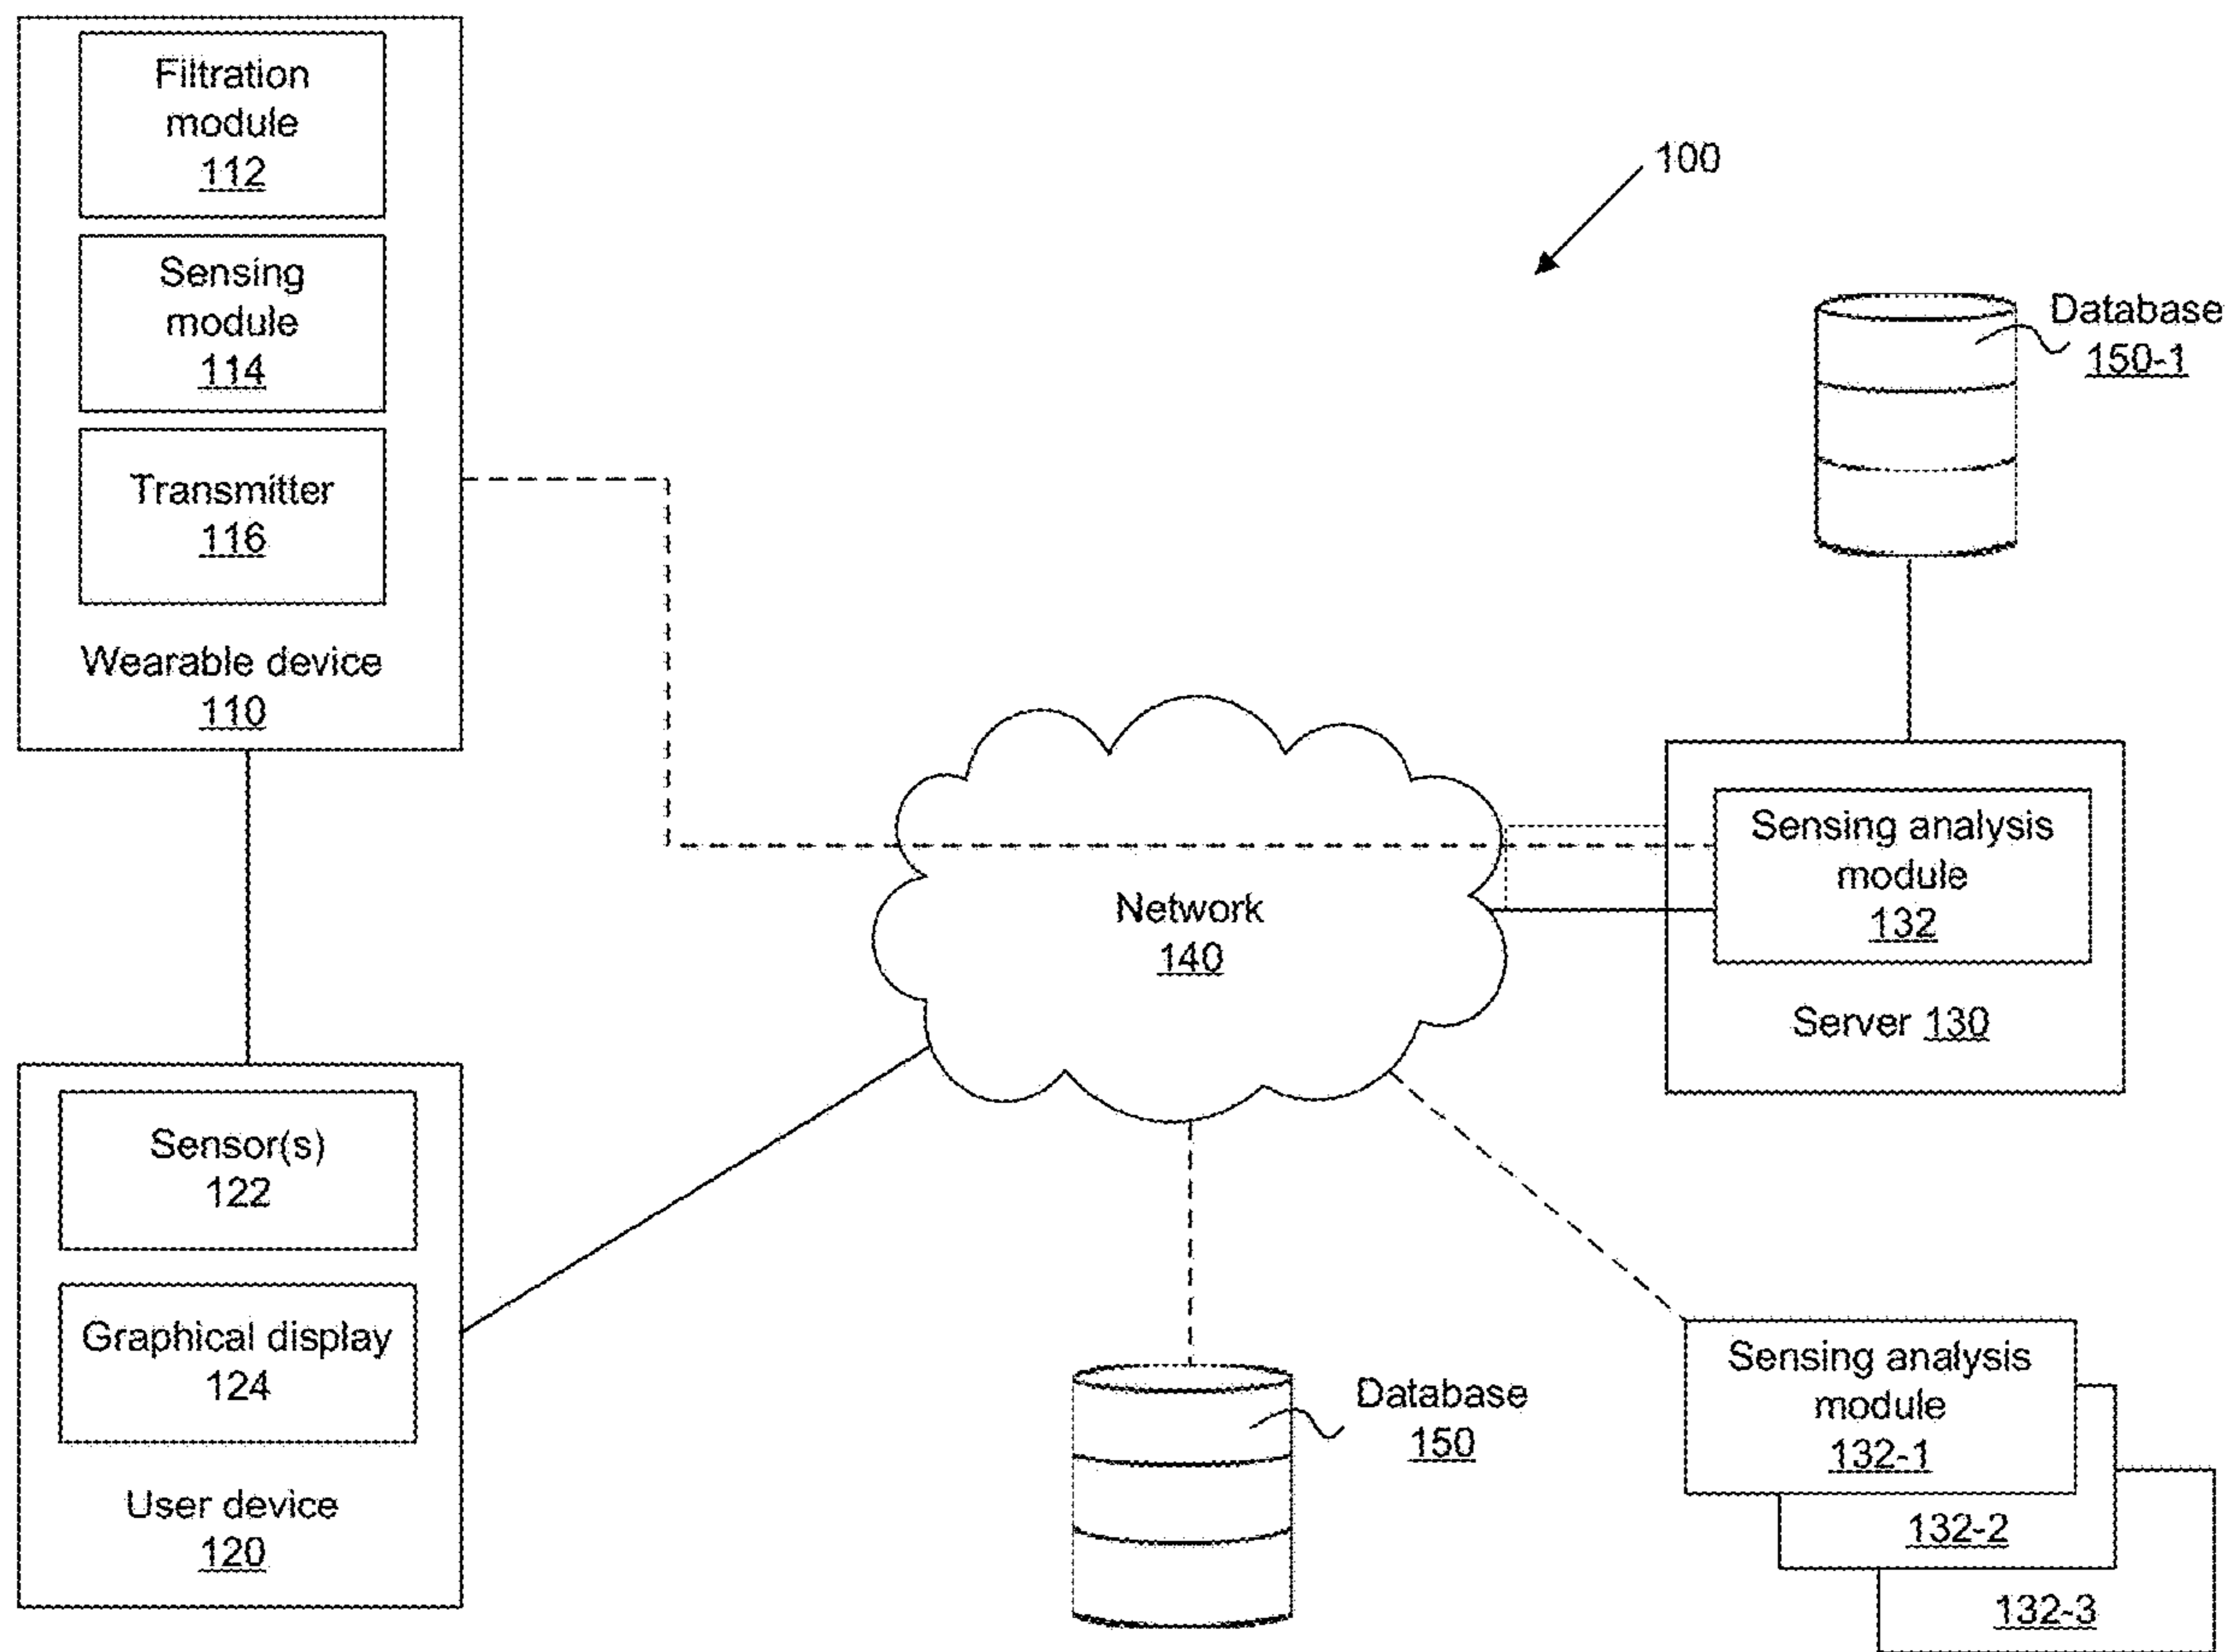 Filtration
module
112
Sensing
module
114
Transmitter
116
Wearable device
110
100
Database
150-1
Sensing analysis
module
132
Server 130
Network
140
Sensor(s)
122
Graphical display
124
User device
120
Database
150
Sensing analysis
module
132-1
132-2
132-3